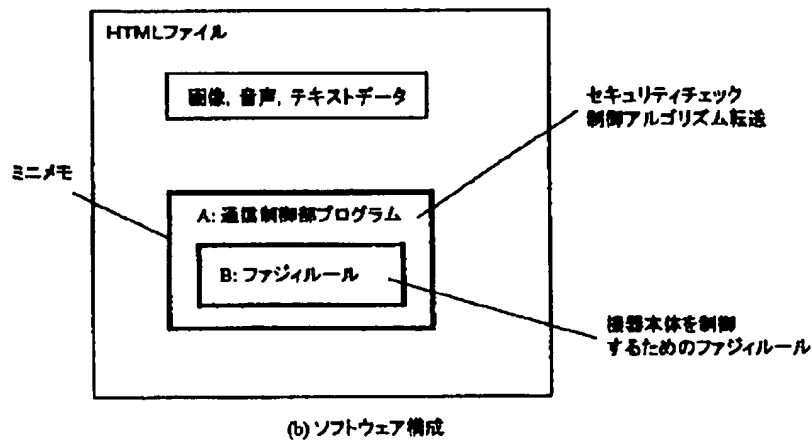 HTMLファイル
画像, 音声, テキストデータ
セキュリティチェック
制御アルゴリズム転送
ミニメモ
A: 通信制御部プログラム
B: ファジィルール
機器本体を制御
するためのファジィルール
(b) ソフトウェア構成